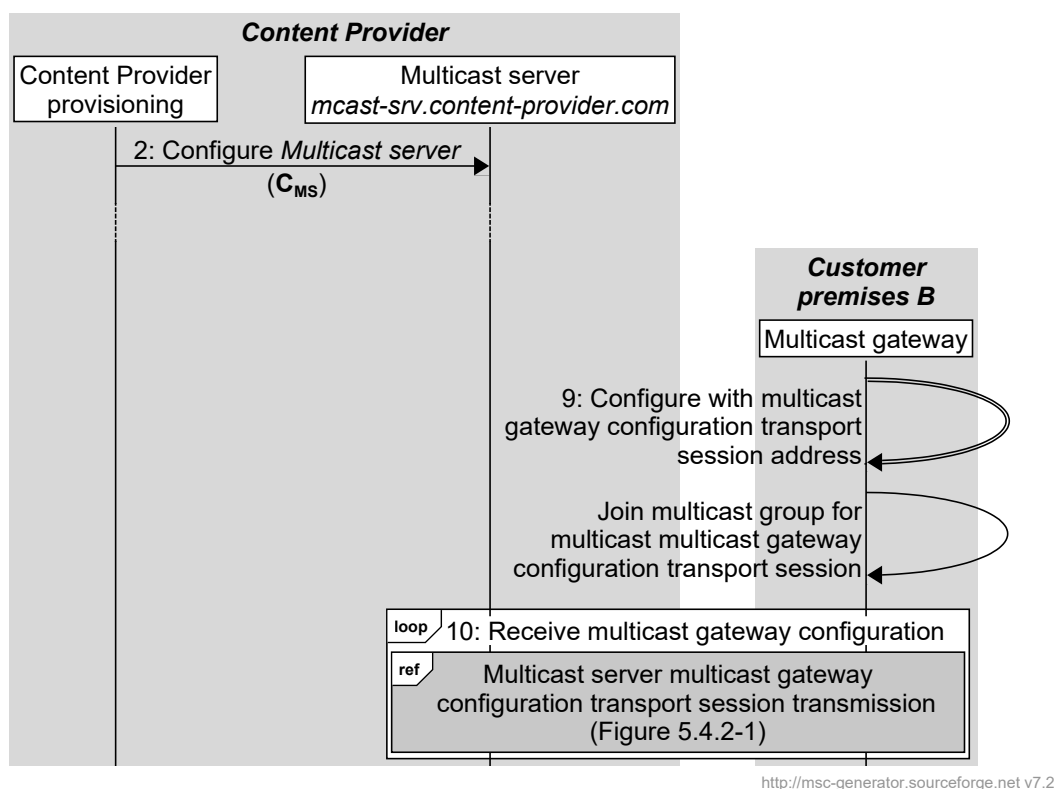 Content Provider
Content Provider
provisioning
Multicast server
mcast-srv.content-provider.com
2: Configure Multicast server
(CMS)
Customer
premises B
Multicast gateway
9: Configure with multicast
gateway configuration transport
session address
Join multicast group for
multicast multicast gateway
configuration transport session
loop 10: Receive multicast gateway configuration
ref Multicast server multicast gateway
configuration transport session transmission
(Figure 5.4.2-1)
http://msc-generator.sourceforge.net v7.2